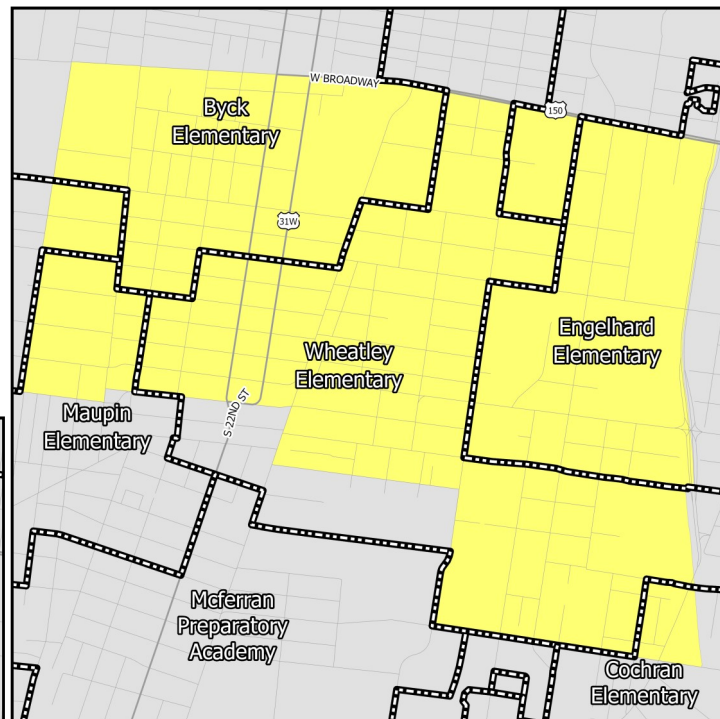 W BROADWAY
Byck
Elementary
150
31W
Engelhard
Elementary
Wheatley
Elementary
S 22ND ST
Maupin
Elementary
Mcferran
Preparatory
Academy
Cochran
Elementary